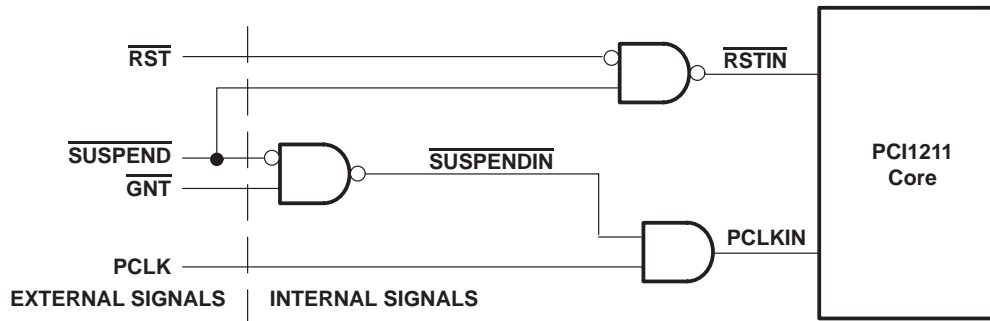 RST
RSTIN
SUSPEND
SUSPENDIN
GNT
PCI1211
Core
PCLKIN
PCLK
EXTERNAL SIGNALS
INTERNAL SIGNALS